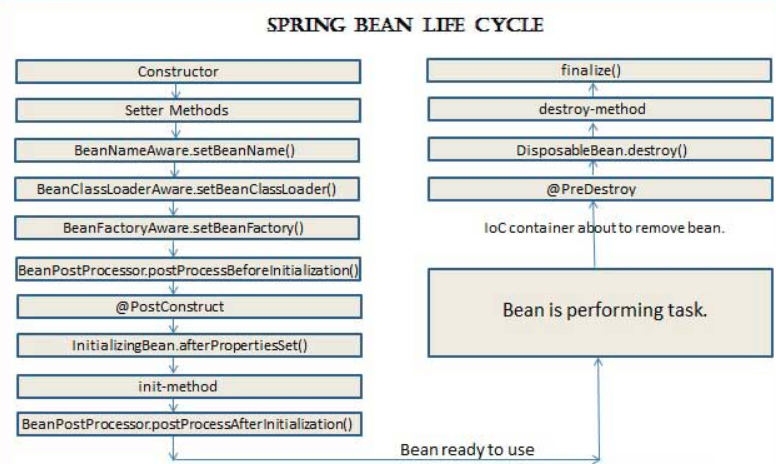 SPRING BEAN LIFE CYCLE
Constructor
Setter Methods
BeanNameAware.setBeanName()
BeanClassLoaderAware.setBeanClassLoader()
BeanFactoryAware.setBeanFactory()
BeanPostProcessor.postProcessBeforeInitialization()
@PostConstruct
InitializingBean.afterPropertiesSet()
init-method
BeanPostProcessor.postProcessAfterInitialization()
Bean ready to use
Bean is performing task.
IoC container about to remove bean.
@PreDestroy
DisposableBean.destroy()
destroy-method
finalize()